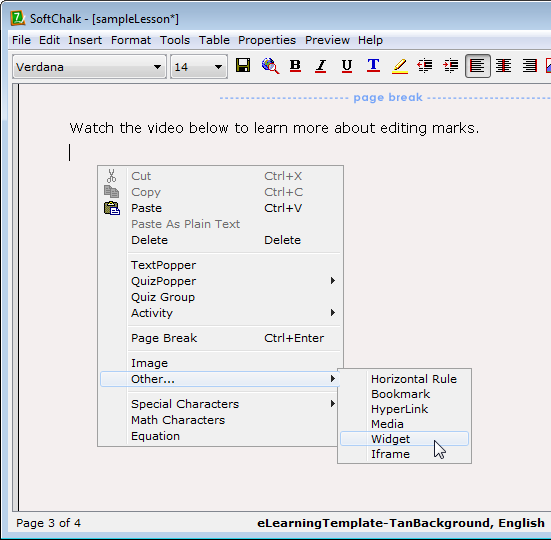 SoftChalk - [sampleLesson*]
File Edit Insert Format Tools Table Properties Preview Help
Verdana 14 B I U T
page break
Watch the video below to learn more about editing marks.
Cut Ctrl+X
Copy Ctrl+C
Paste Ctrl+V
Paste As Plain Text
Delete Delete
TextPopper
QuizPopper
Quiz Group
Activity
Page Break Ctrl+Enter
Image
Other...
Special Characters
Math Characters
Equation
Horizontal Rule
Bookmark
HyperLink
Media
Widget
Iframe
Page 3 of 4 eLearningTemplate-TanBackground, English